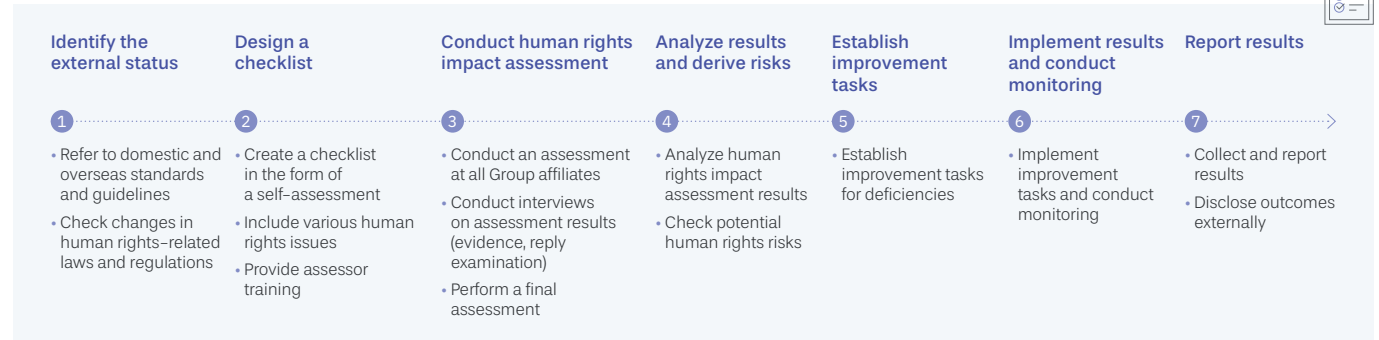 Identify the
external status
1
• Refer to domestic and
overseas standards
and guidelines
• Check changes in
human rights-related
laws and regulations
Design a
checklist
2
• Create a checklist
in the form of
a self-assessment
• Include various human
rights issues
• Provide assessor
training
Conduct human rights
impact assessment
3
• Conduct an assessment
at all Group affiliates
• Conduct interviews
on assessment results
(evidence, reply
examination)
• Perform a final
assessment
Analyze results
and derive risks
4
• Analyze human
rights impact
assessment results
• Check potential
human rights risks
Establish
improvement
tasks
5
• Establish
improvement tasks
for deficiencies
Implement results
and conduct
monitoring
6
• Implement
improvement
tasks and conduct
monitoring
Report results
7
• Collect and report
results
• Disclose outcomes
externally